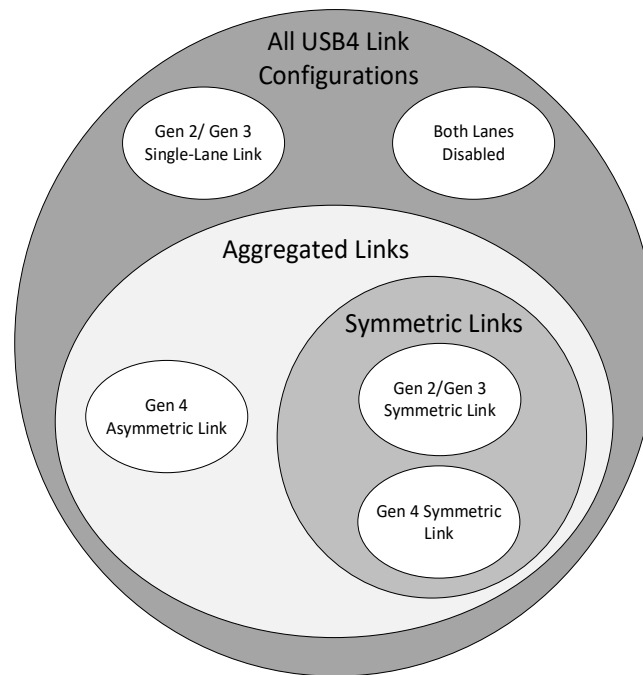 All USB4 Link
Configurations
Gen 2/ Gen 3
Single-Lane Link
Both Lanes
Disabled
Aggregated Links
Symmetric Links
Gen 2/Gen 3
Symmetric Link
Gen 4
Asymmetric Link
Gen 4 Symmetric
Link